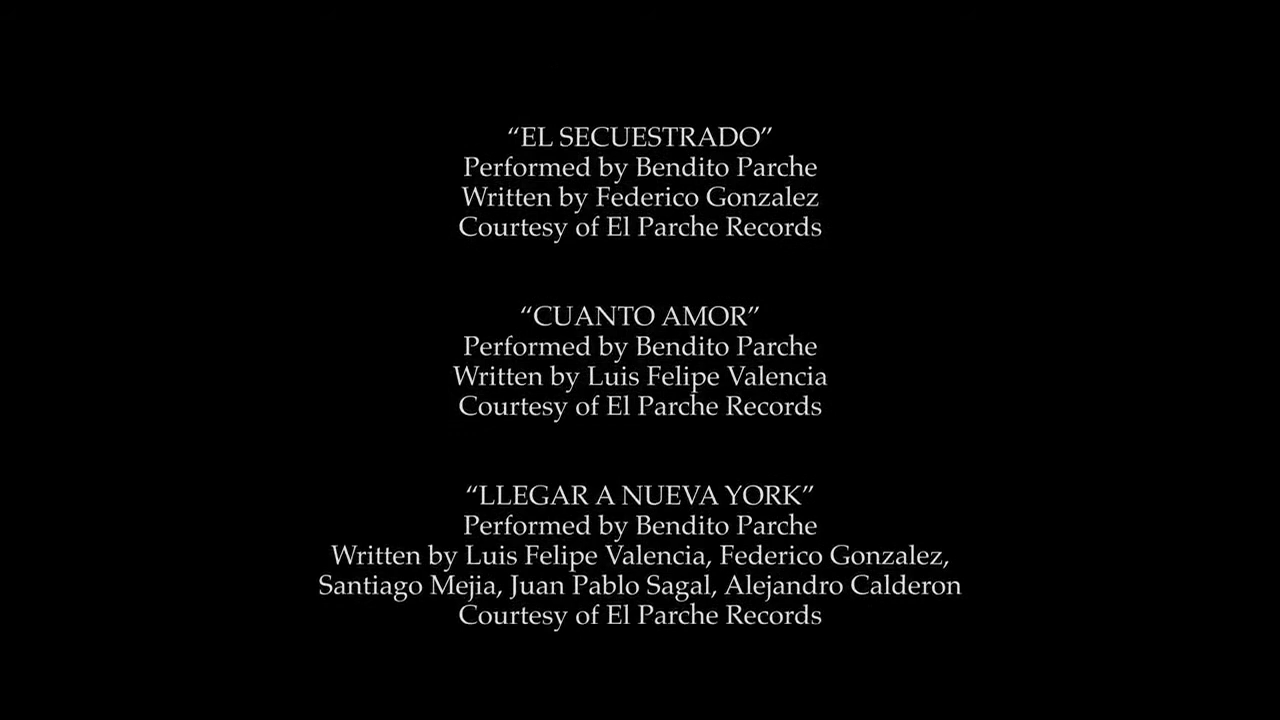 “EL SECUESTRADO”
Performed by Bendito Parche
Written by Federico Gonzalez
Courtesy of El Parche Records
“CUANTO AMOR”
Performed by Bendito Parche
Written by Luis Felipe Valencia
Courtesy of El Parche Records
“LLEGAR A NUEVA YORK”
Performed by Bendito Parche
Written by Luis Felipe Valencia, Federico Gonzalez,
Santiago Mejia, Juan Pablo Sagal, Alejandro Calderon
Courtesy of El Parche Records